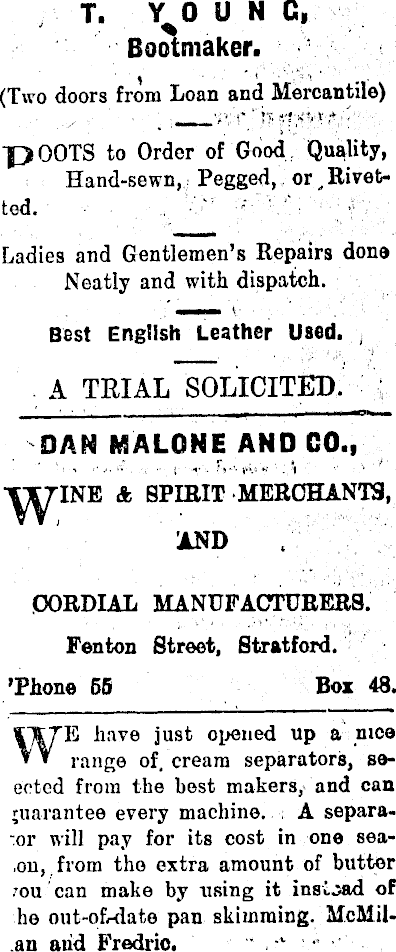 T. YOUNG,
Bootmaker.
(Two doors from Loan and Mercantile)
BOOTS to Order of Good Quality,
Hand-sewn, Pegged, or Rivet-
ted.
Ladies and Gentlemen's Repairs done
Neatly and with dispatch.
Best English Leather Used.
A TRIAL SOLICITED.
DAN MALONE AND CO.,
WINE & SPIRIT MERCHANTS,
AND
CORDIAL MANUFACTURERS.
Fenton Street, Stratford.
'Phone 55 Box 48.
WE have just opened up a nice
range of cream separators, se-
ected from the best makers, and can
guarantee every machine. A separa-
tor will pay for its cost in one sea-
on, from the extra amount of butter
you can make by using it instead of
he out-of-date pan skimming. McMil-
an and Fredric.